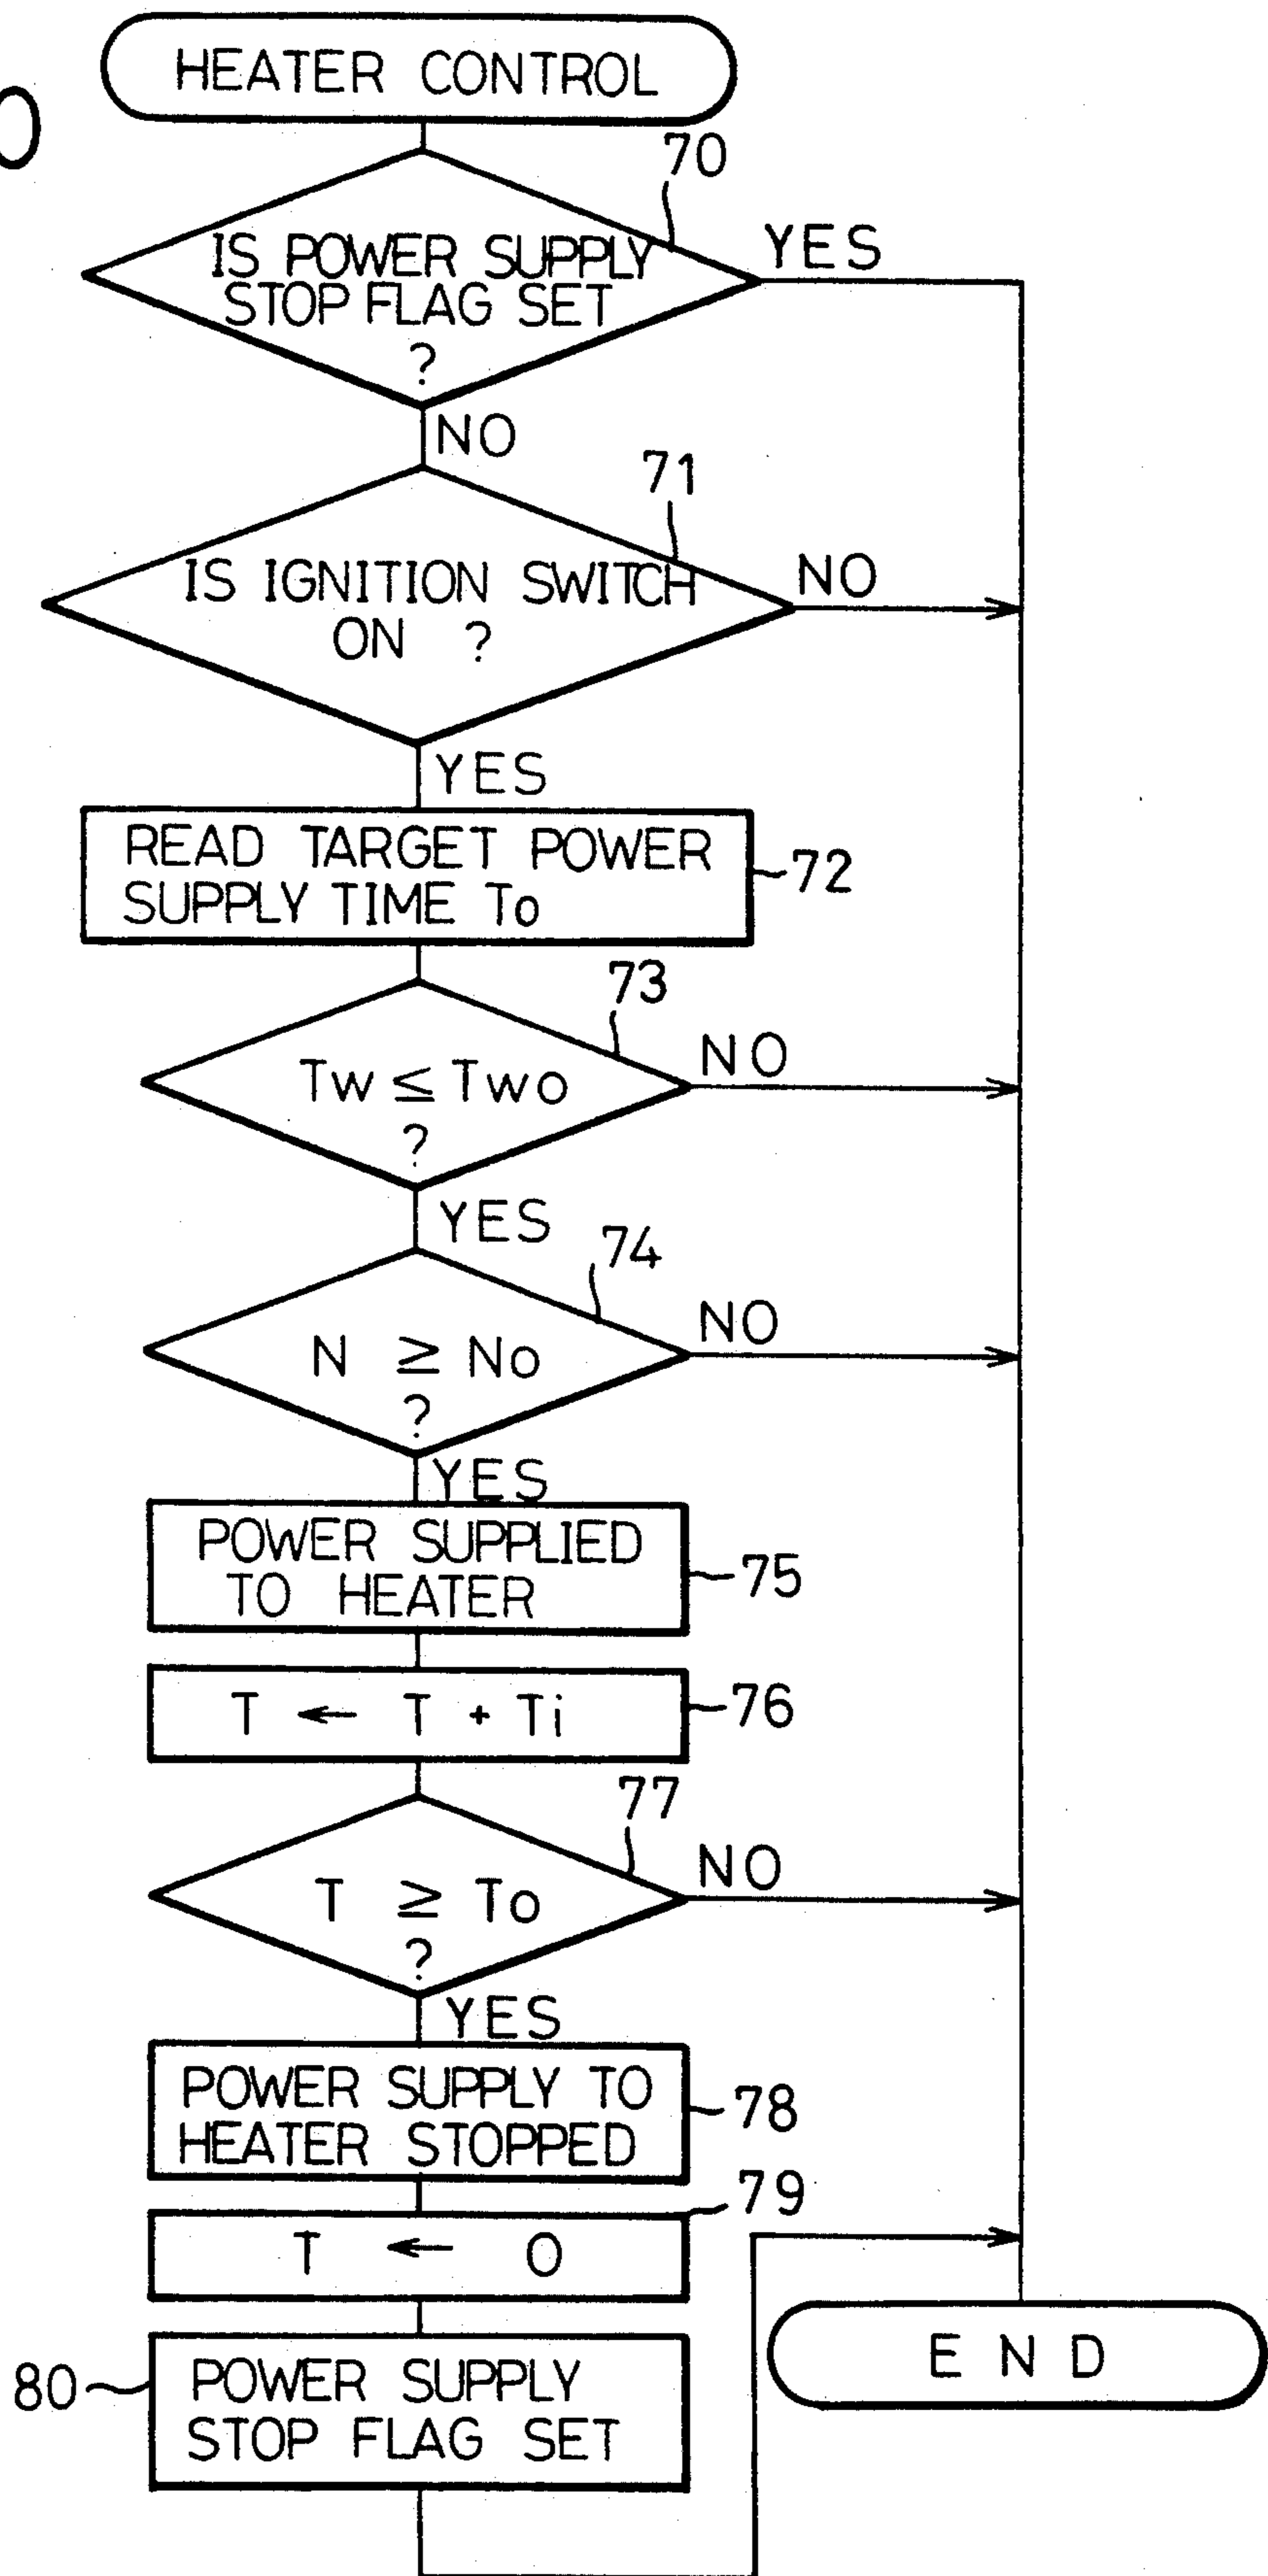 HEATER CONTROL
70
IS POWER SUPPLY
STOP FLAG SET
?
YES
NO
71
IS IGNITION SWITCH
ON ?
NO
YES
READ TARGET POWER
SUPPLY TIME To
72
73
Tw ≤ Two
?
NO
YES
74
N ≥ No
?
NO
YES
POWER SUPPLIED
TO HEATER
75
T ← T + Ti
76
77
T ≥ To
?
NO
YES
POWER SUPPLY TO
HEATER STOPPED
78
79
T ← 0
80
POWER SUPPLY
STOP FLAG SET
END